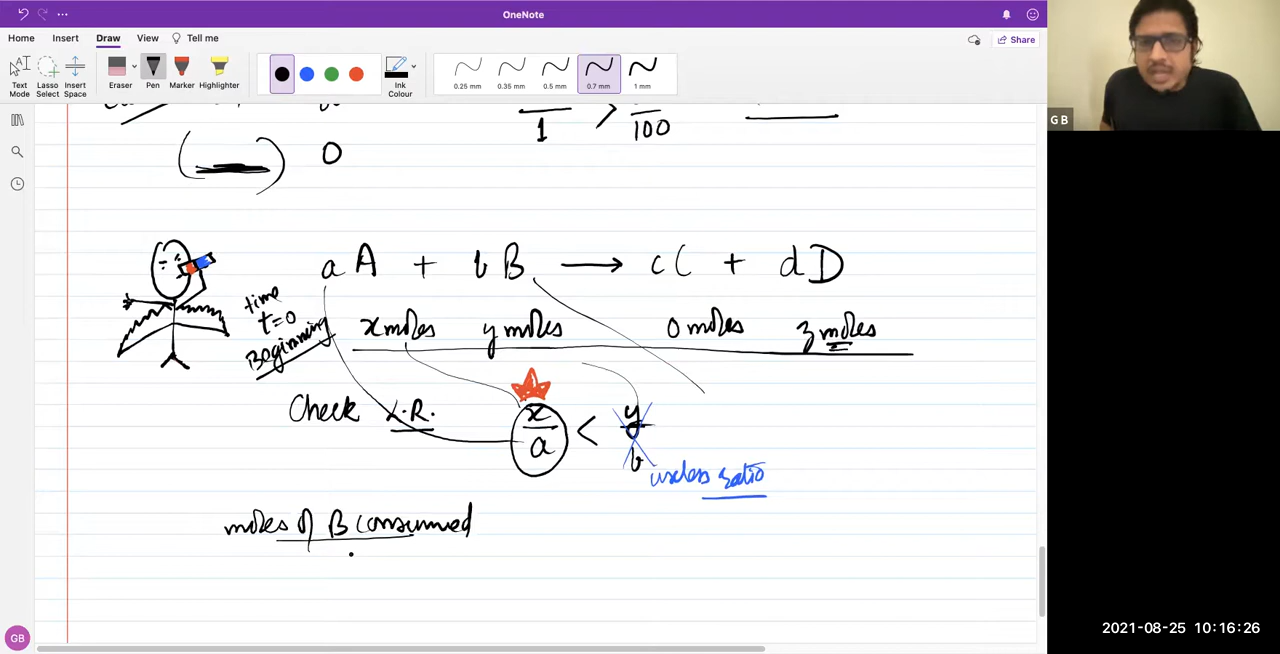 OneNote
Home Insert Draw View Tell me
Share
Text Mode Lasso Select Insert Space Eraser Pen Marker Highlighter Ink Colour 0.25 mm 0.35 mm 0.5 mm 0.7 mm 1 mm
G B
1 > 100
0
aA + bB → cC + dD
time t=0 Beginning
x moles y moles 0 moles z moles
Check L.R. x/a < y/b
useless ratio
moles of B consumed
2021-08-25 10:16:26
GB